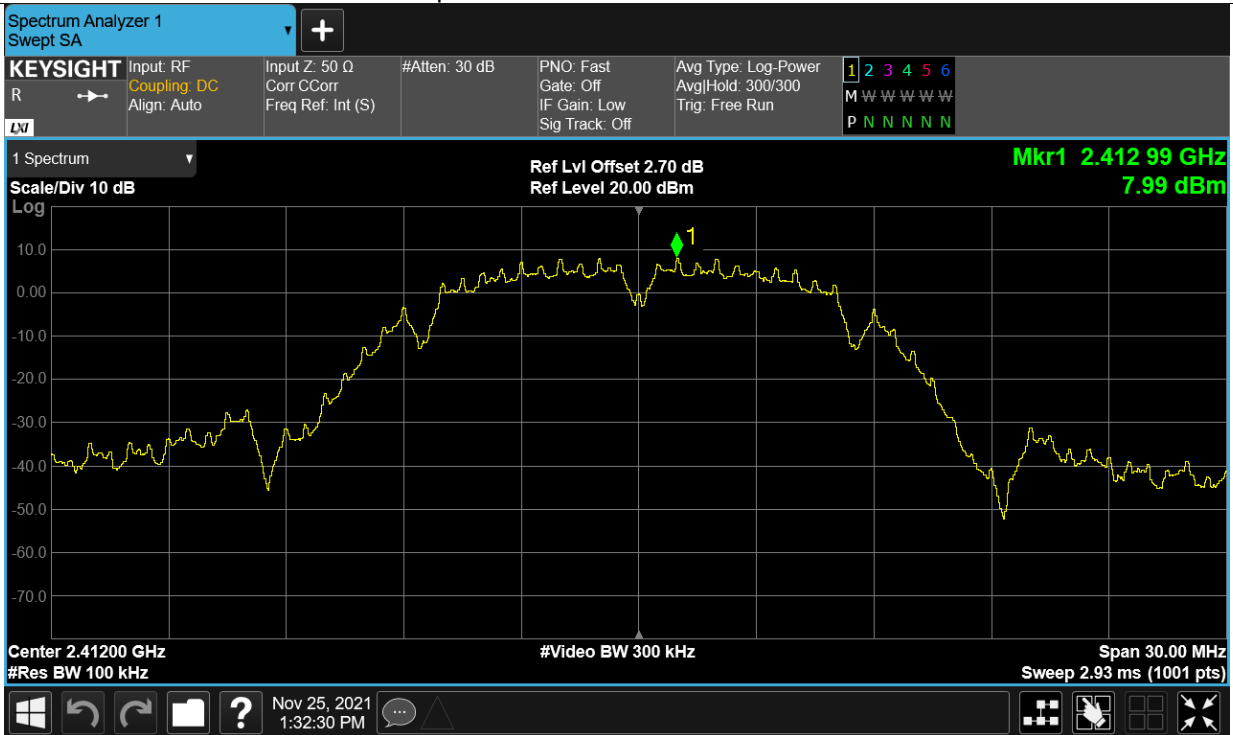 Spectrum Analyzer 1
Swept SA
+
KEYSIGHT
R
LXI
Input: RF
Coupling: DC
Align: Auto
Input Z: 50 Ω
Corr CCorr
Freq Ref: Int (S)
#Atten: 30 dB
PNO: Fast
Gate: Off
IF Gain: Low
Sig Track: Off
Avg Type: Log-Power
Avg|Hold: 300/300
Trig: Free Run
1 2 3 4 5 6
M W W W W W
P N N N N N N
1 Spectrum
Scale/Div 10 dB
Log
Ref Lvl Offset 2.70 dB
Ref Level 20.00 dBm
Mkr1 2.412 99 GHz
7.99 dBm
1
10.0
0.00
-10.0
-20.0
-30.0
-40.0
-50.0
-60.0
-70.0
Center 2.41200 GHz
#Res BW 100 kHz
#Video BW 300 kHz
Span 30.00 MHz
Sweep 2.93 ms (1001 pts)
?
Nov 25, 2021
1:32:30 PM